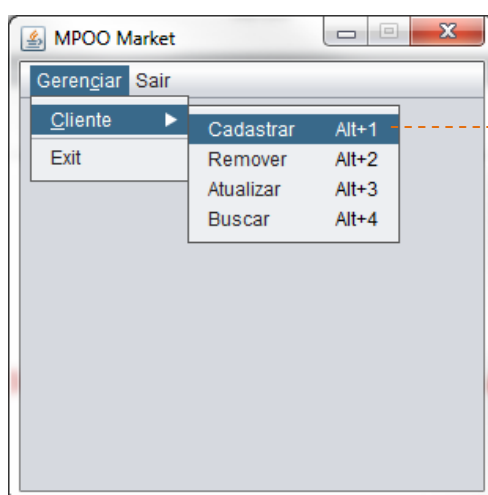 MPOO Market
Gerenciar Sair
Cliente
Exit
Cadastrar Alt+1
Remover Alt+2
Atualizar Alt+3
Buscar Alt+4